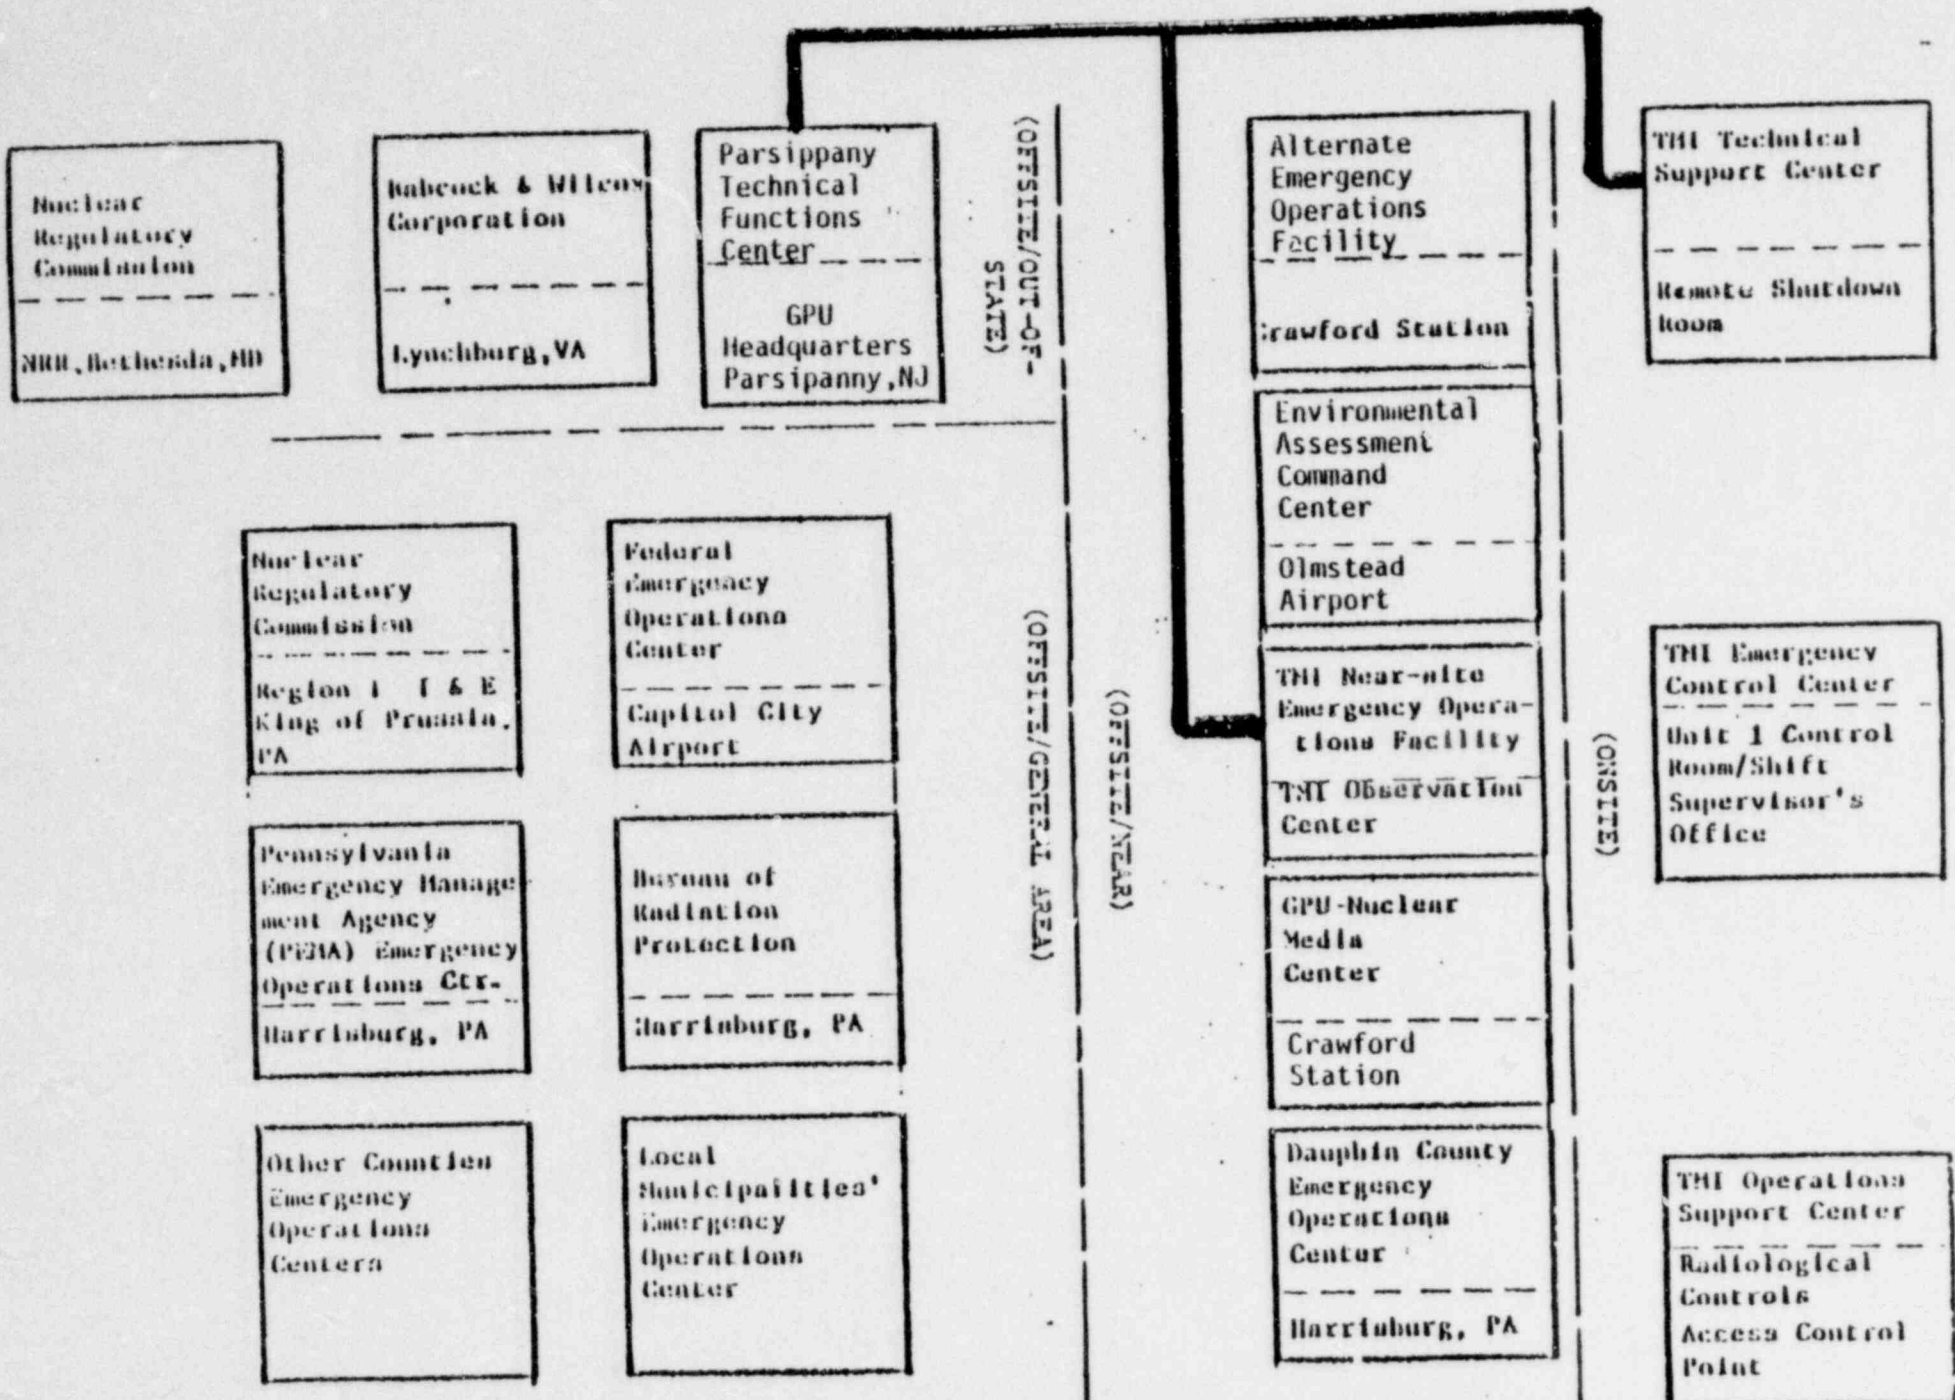 Nuclear
Regulatory
Commission
NRR, Bethesda, MD
Babcock & Wilcox
Corporation
Lynchburg, VA
Parsippany
Technical
Functions
Center
GPU
Headquarters
Parsipanny,NJ
(OFFSITE/OUT-OF-
STATE)
Alternate
Emergency
Operations
Facility
Crawford Station
TMI Technical
Support Center
Remote Shutdown
Room
Environmental
Assessment
Command
Center
Olmstead
Airport
Nuclear
Regulatory
Commission
Region I I & E
King of Prussia,
PA
Federal
Emergency
Operations
Center
Capitol City
Airport
(OFFSITE/GENERAL AREA)
(OFFSITE/NEAR)
TMI Near-site
Emergency Opera-
tions Facility
TMI Observation
Center
(ONSITE)
TMI Emergency
Control Center
Unit 1 Control
Room/Shift
Supervisor's
Office
Pennsylvania
Emergency Manage-
ment Agency
(PEMA) Emergency
Operations Ctr.
Harrisburg, PA
Bureau of
Radiation
Protection
Harrisburg, PA
GPU-Nuclear
Media
Center
Crawford
Station
Other Counties
Emergency
Operations
Centers
Local
Municipailties'
Emergency
Operations
Center
Dauphin County
Emergency
Operations
Center
Harrisburg, PA
TMI Operations
Support Center
Radiological
Controls
Access Control
Point